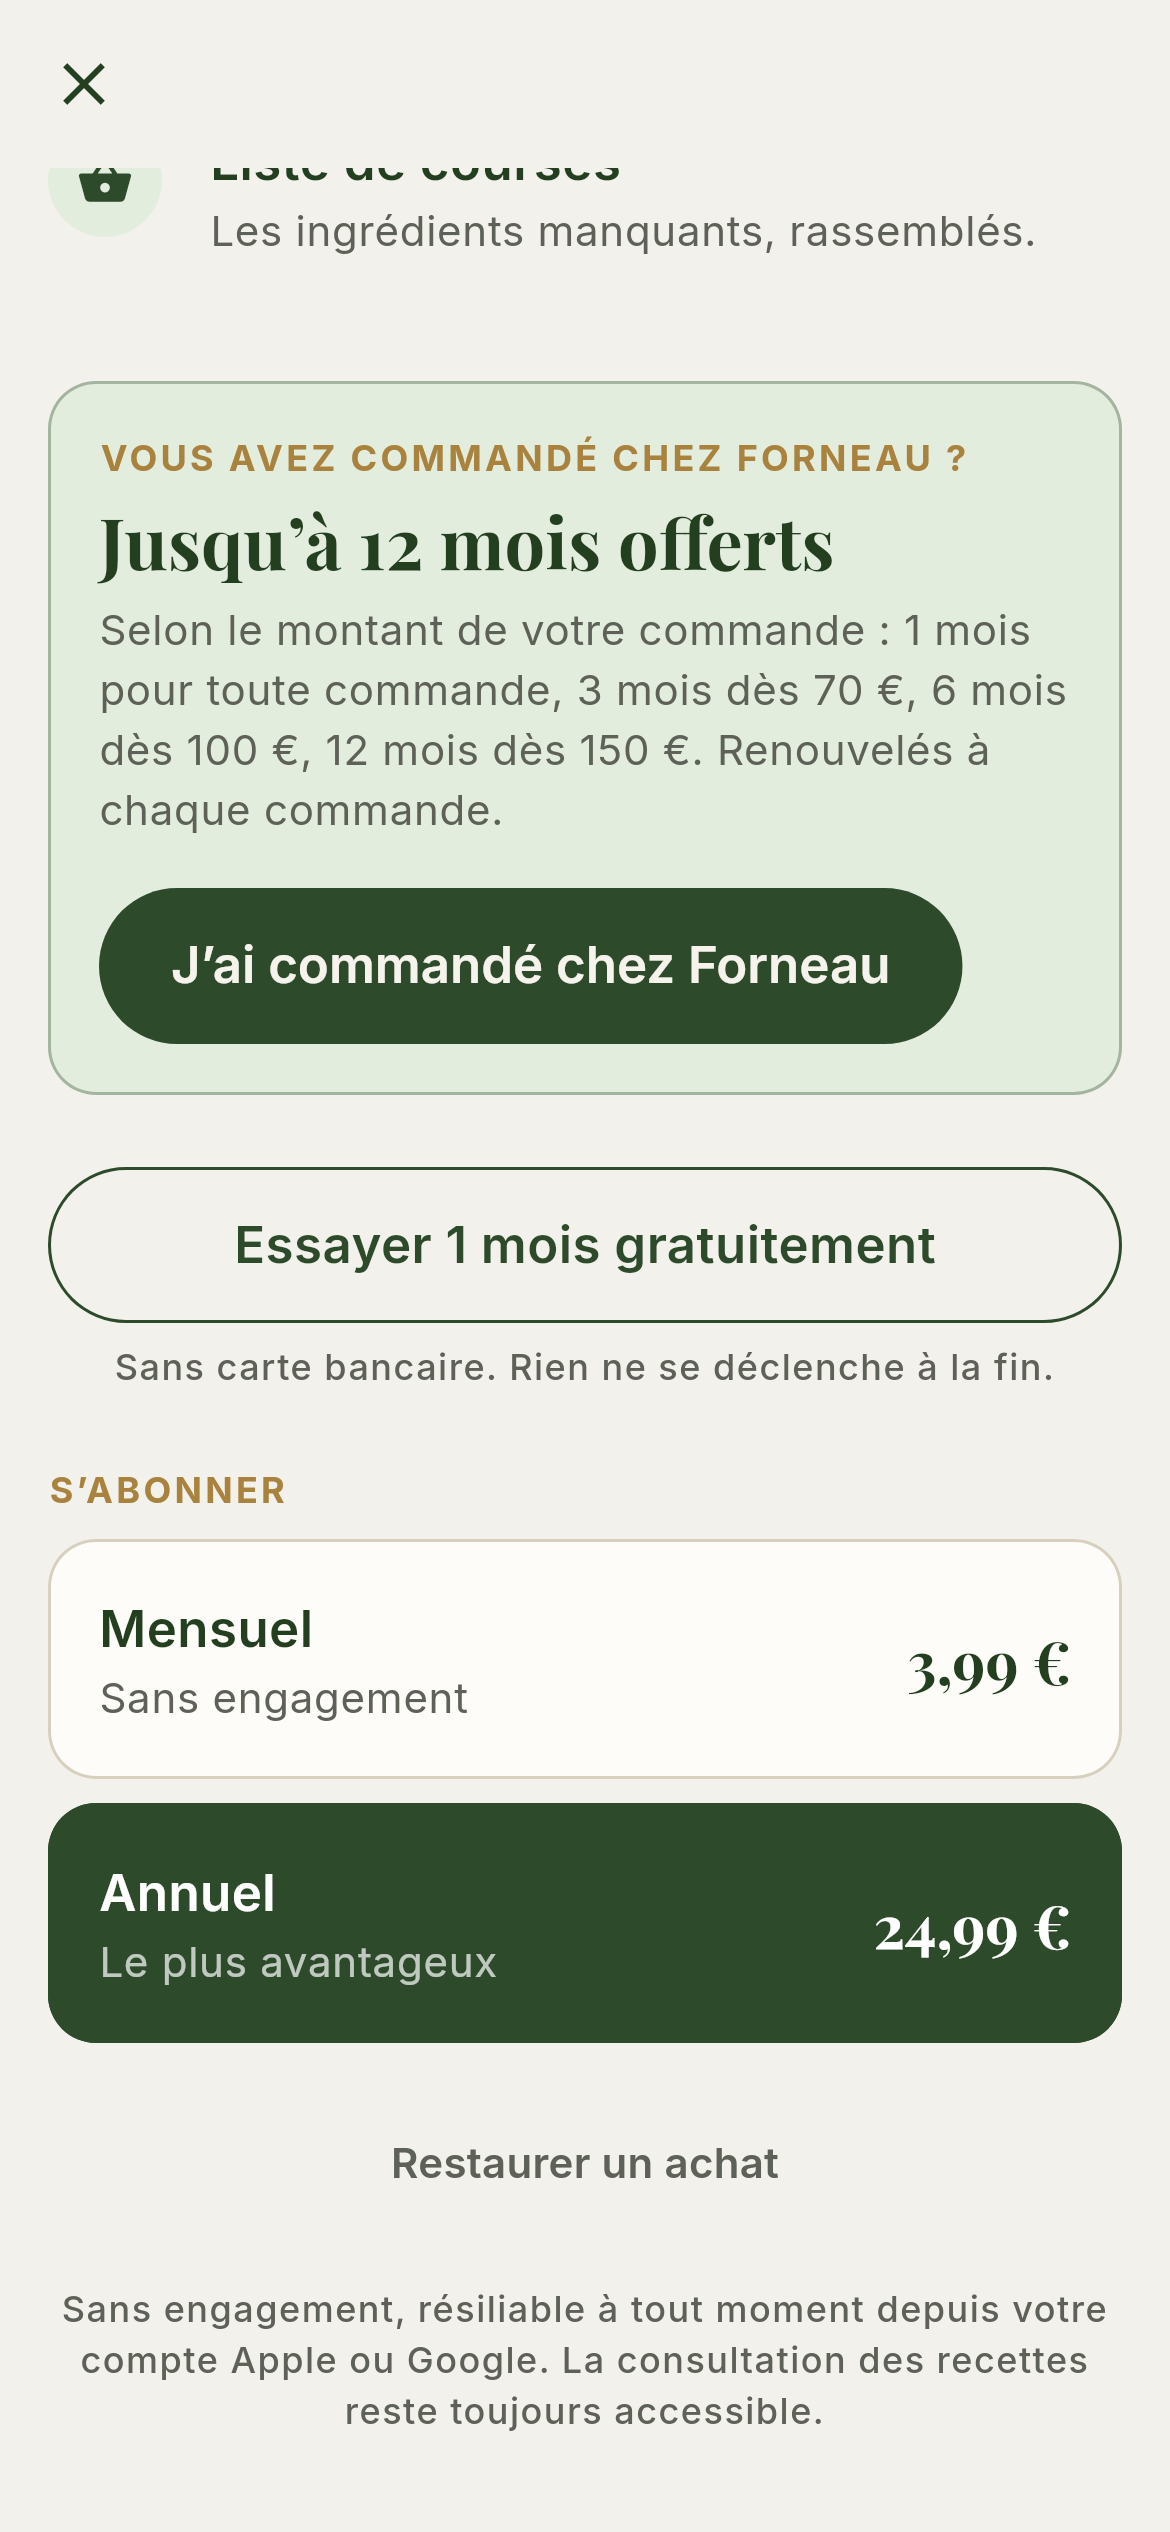 Liste de courses
Les ingrédients manquants, rassemblés.
VOUS AVEZ COMMANDÉ CHEZ FORNEAU ?
Jusqu’à 12 mois offerts
Selon le montant de votre commande : 1 mois
pour toute commande, 3 mois dès 70 €, 6 mois
dès 100 €, 12 mois dès 150 €. Renouvelés à
chaque commande.
J’ai commandé chez Forneau
Essayer 1 mois gratuitement
Sans carte bancaire. Rien ne se déclenche à la fin.
S’ABONNER
Mensuel
Sans engagement
3,99 €
Annuel
Le plus avantageux
24,99 €
Restaurer un achat
Sans engagement, résiliable à tout moment depuis votre
compte Apple ou Google. La consultation des recettes
reste toujours accessible.